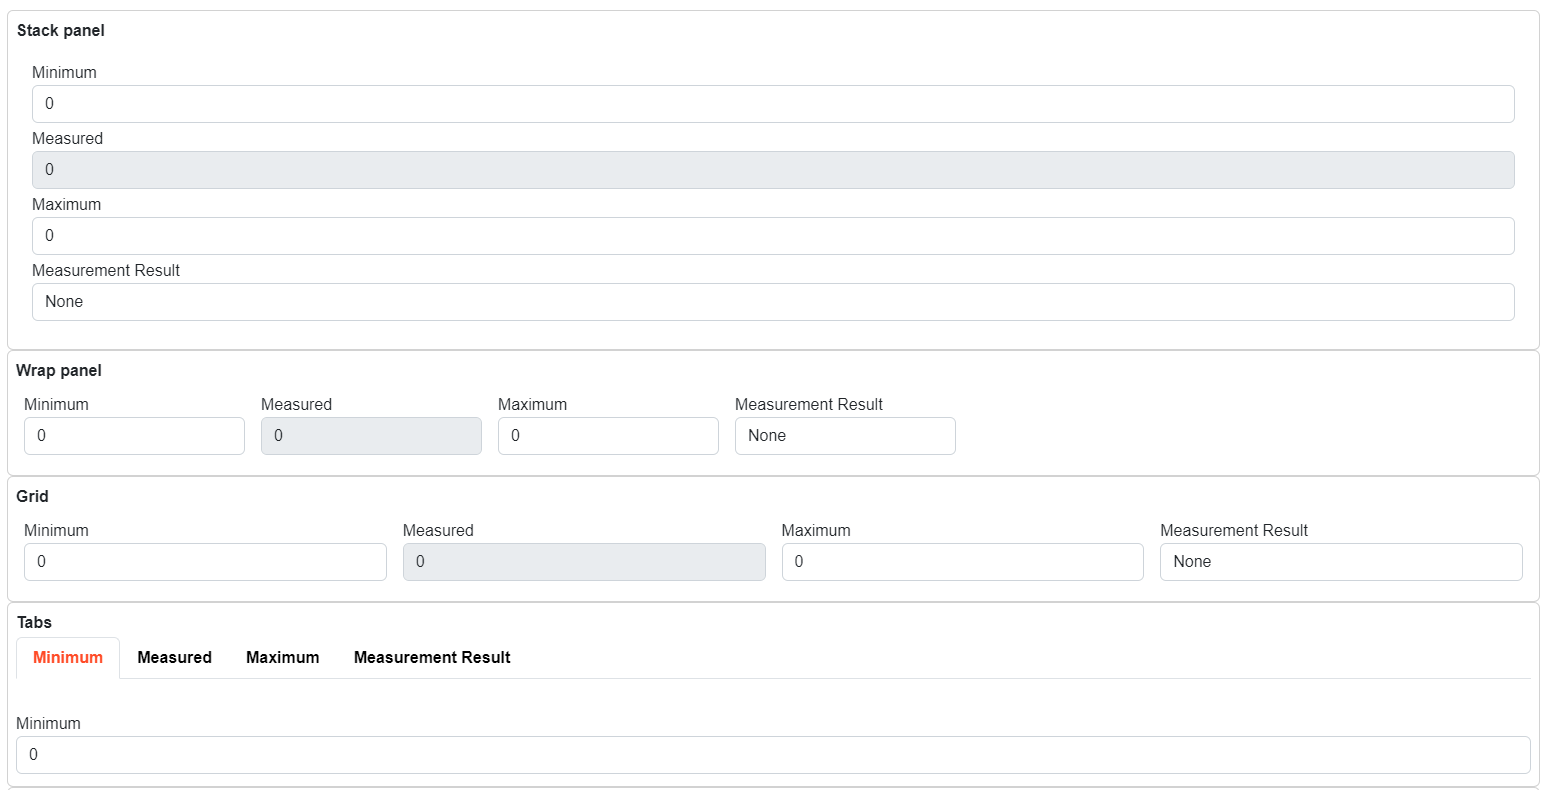 Stack panel
Minimum
0
Measured
0
Maximum
0
Measurement Result
None
Wrap panel
Minimum Measured Maximum Measurement Result
0 0 0 None
Grid
Minimum Measured Maximum Measurement Result
0 0 0 None
Tabs
Minimum Measured Maximum Measurement Result
Minimum
0